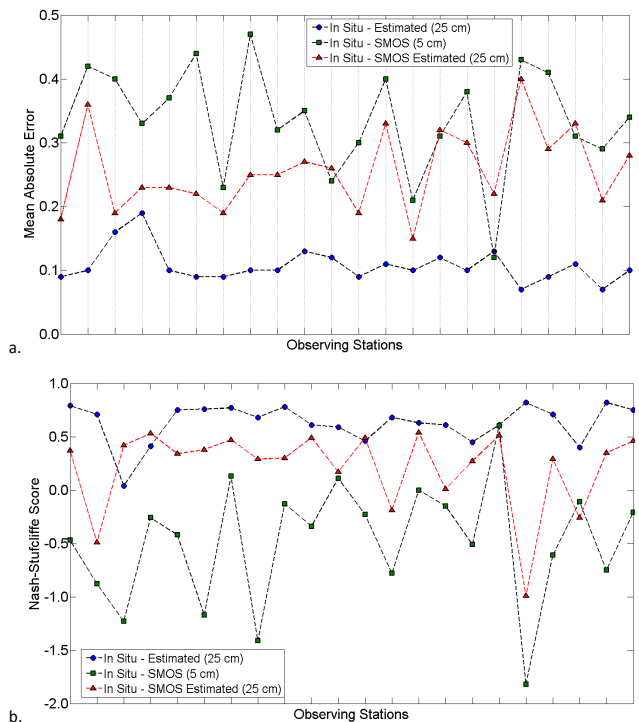 In Situ - Estimated (25 cm)
In Situ - SMOS (5 cm)
In Situ - SMOS Estimated (25 cm)
0.5
0.4
0.3
0.2
0.1
0.0
Mean Absolute Error
Observing Stations
a.
1.0
0.5
0.0
-0.5
-1.0
-1.5
-2.0
Nash-Stufcliffe Score
In Situ - Estimated (25 cm)
In Situ - SMOS (5 cm)
In Situ - SMOS Estimated (25 cm)
Observing Stations
b.